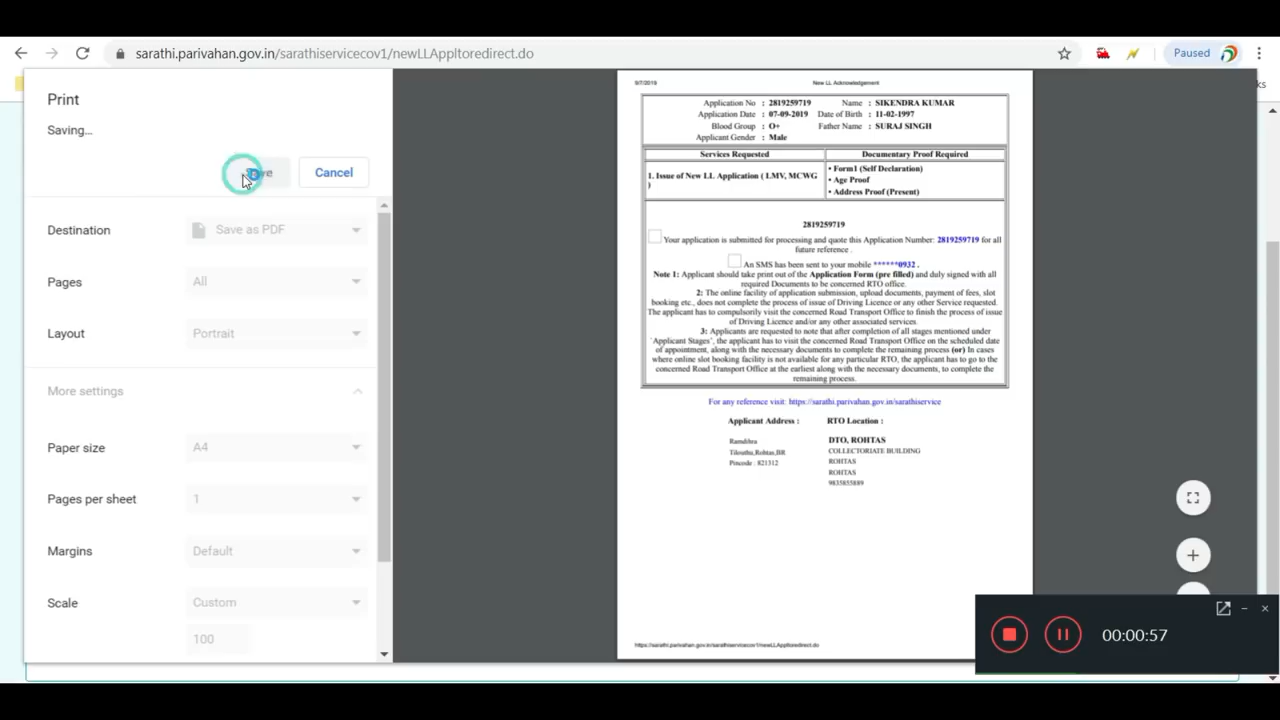 sarathi.parivahan.gov.in/sarathiservicecov1/newLLAppltoredirect.do
Paused
Print
Saving...
Cancel
Destination
Save as PDF
Pages
All
Layout
Portrait
More settings
Paper size
A4
Pages per sheet
1
Margins
Default
Scale
Custom
100
9/7/2019
New LL Acknowledgement
Application No : 2819259719 Name : SIKENDRA KUMAR
Application Date : 07-09-2019 Date of Birth : 11-02-1997
Blood Group : O+ Father Name : SURAJ SINGH
Applicant Gender : Male
Services Requested
Documentary Proof Required
1. Issue of New LL Application ( LMV, MCWG
)
• Form1 (Self Declaration)
• Age Proof
• Address Proof (Present)
2819259719
Your application is submitted for processing and quote this Application Number: 2819259719 for all
future reference .
An SMS has been sent to your mobile ******0932 .
Note 1: Applicant should take print out of the Application Form (pre filled) and duly signed with all
required Documents to be concerned RTO office.
2: The online facility of application submission, upload documents, payment of fees, slot
booking etc., does not complete the process of issue of Driving Licence or any other Service requested.
The applicant has to compulsorily visit the concerned Road Transport Office to finish the process of issue
of Driving Licence and/or any other associated services.
3: Applicants are requested to note that after completion of all stages mentioned under
`Applicant Stages', the applicant has to visit the concerned Road Transport Office on the scheduled date
of appointment, along with the necessary documents to complete the remaining process (or) In cases
where online slot booking facility is not available for any particular RTO, the applicant has to go to the
concerned Road Transport Office at the earliest along with the necessary documents, to complete the
remaining process.
For any reference visit: https://sarathi.parivahan.gov.in/sarathiservice
Applicant Address :
RTO Location :
Ramdihra
Tilouthu,Rohtas,BR
Pincode : 821312
DTO, ROHTAS
COLLECTORIATE BUILDING
ROHTAS
ROHTAS
9835855889
https://sarathi.parivahan.gov.in/sarathiservicecov1/newLLAppltoredirect.do
00:00:57